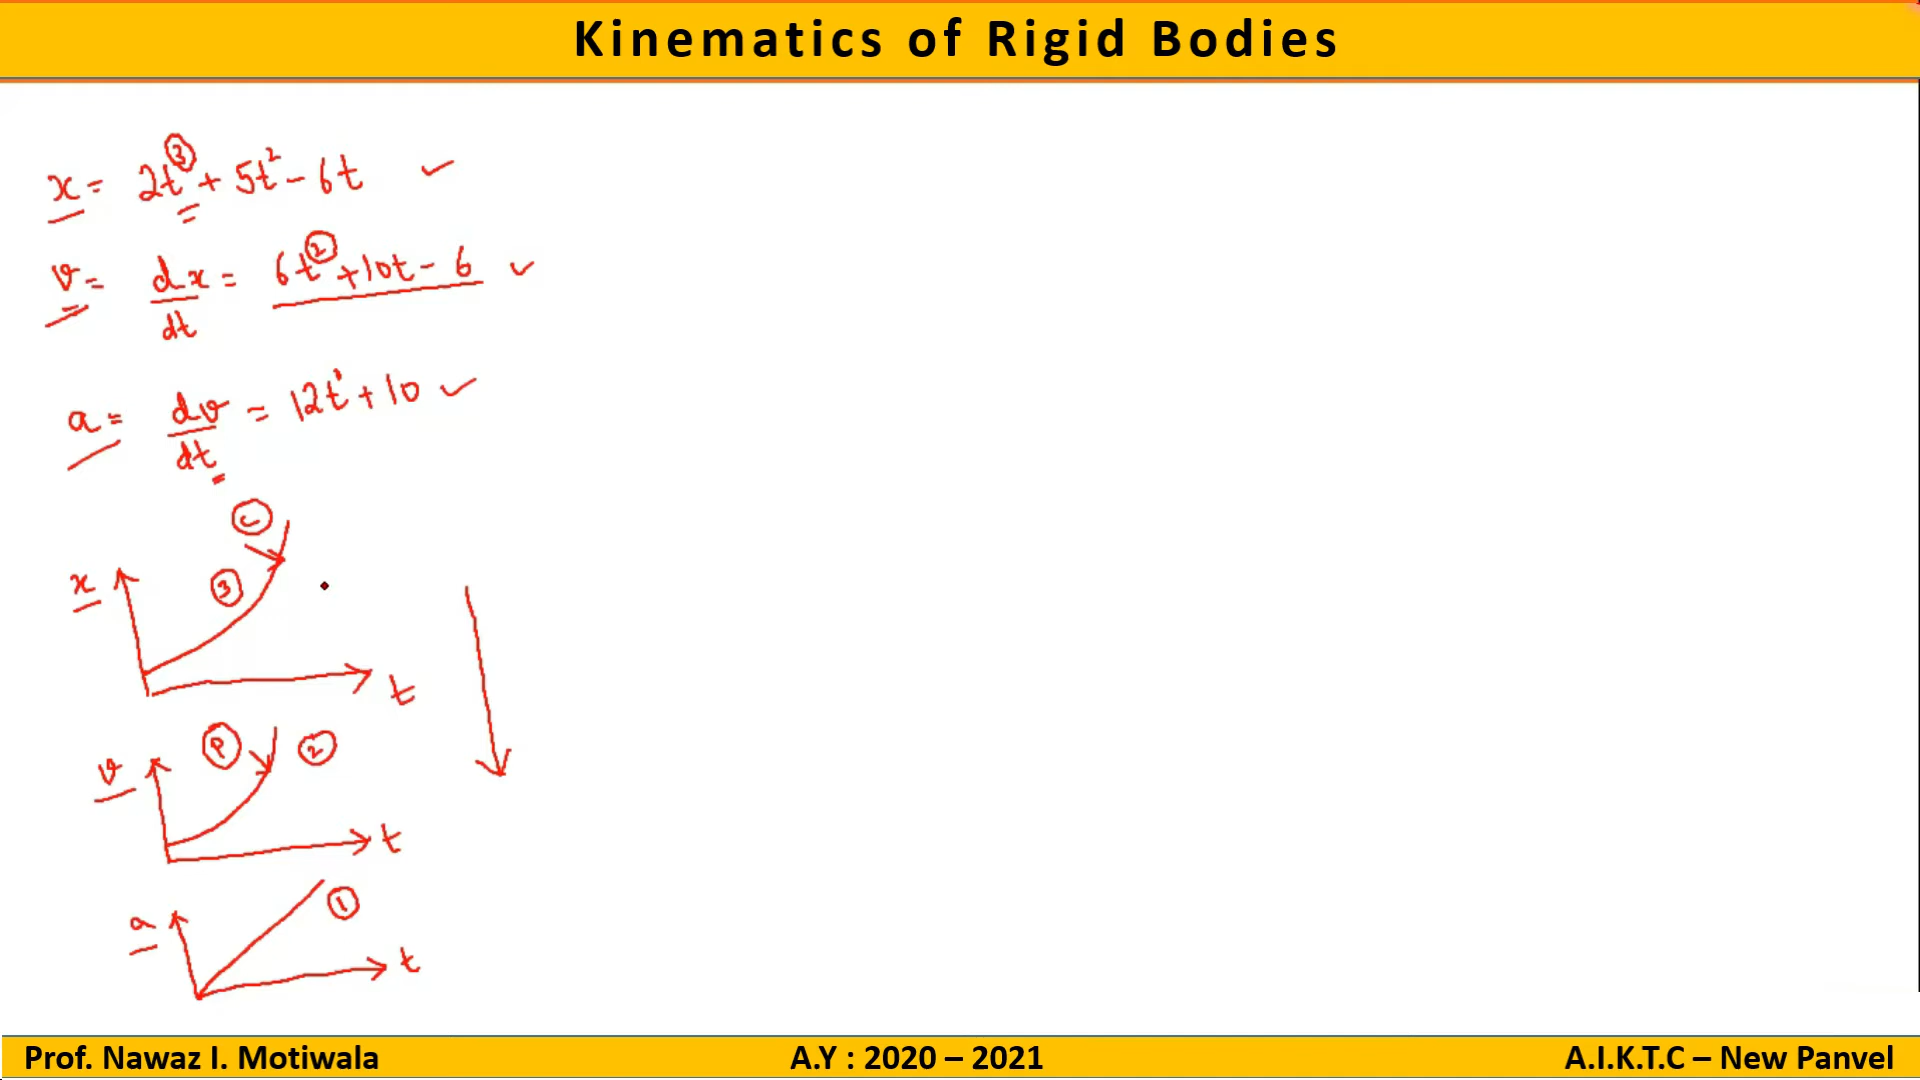 Kinematics of Rigid Bodies
x = 2t³ + 5t² - 6t ✓
v = dx/dt = 6t² + 10t - 6 ✓
a = dv/dt = 12t¹ + 10 ✓
C
x
3
t
v
P
2
t
a
1
t
Prof. Nawaz I. Motiwala
A.Y : 2020 – 2021
A.I.K.T.C – New Panvel